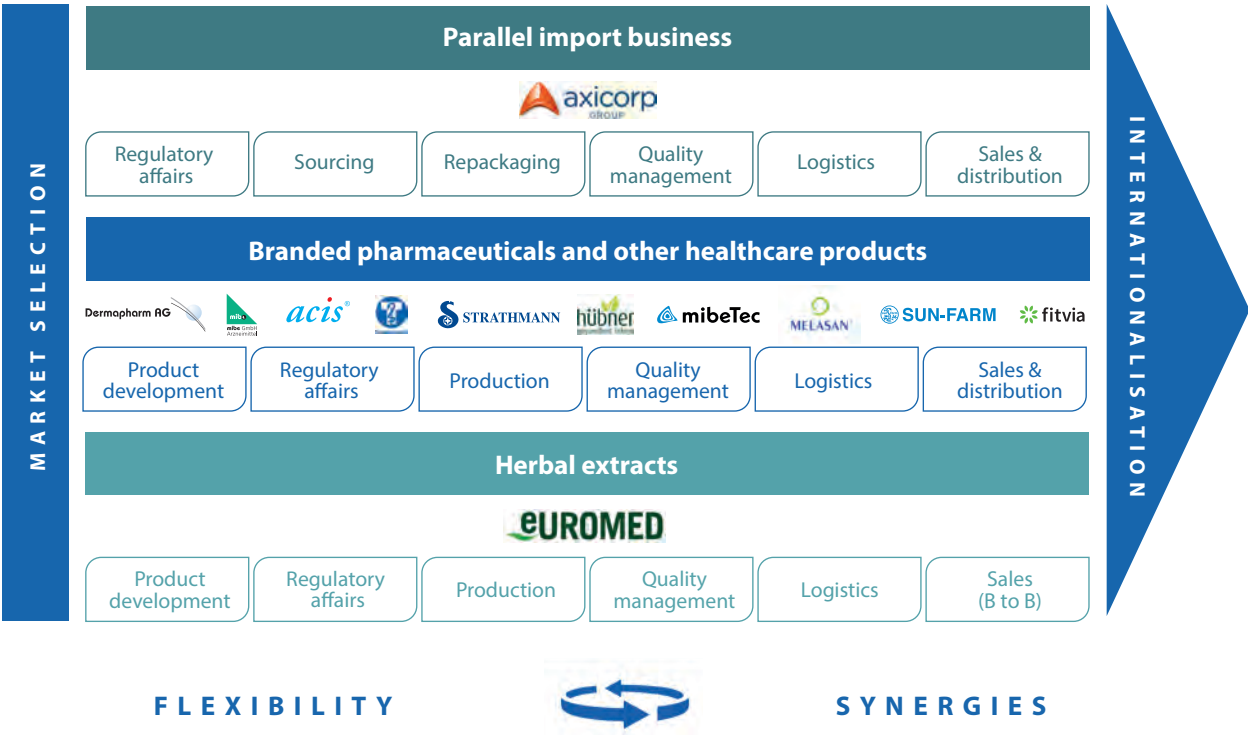 MARKET SELECTION
Parallel import business
axicorp
GROUP
Regulatory
affairs
Sourcing
Repackaging
Quality
management
Logistics
Sales &
distribution
Branded pharmaceuticals and other healthcare products
Dermapharm AG
mibe
mibe GmbH
Arzneimittel
acis®
STRATHMANN
hübner
mibeTec
MELASAN
SUN-FARM
fitvia
Product
development
Regulatory
affairs
Production
Quality
management
Logistics
Sales &
distribution
Herbal extracts
eUROMED
Product
development
Regulatory
affairs
Production
Quality
management
Logistics
Sales
(B to B)
INTERNATIONALISATION
FLEXIBILITY
SYNERGIES